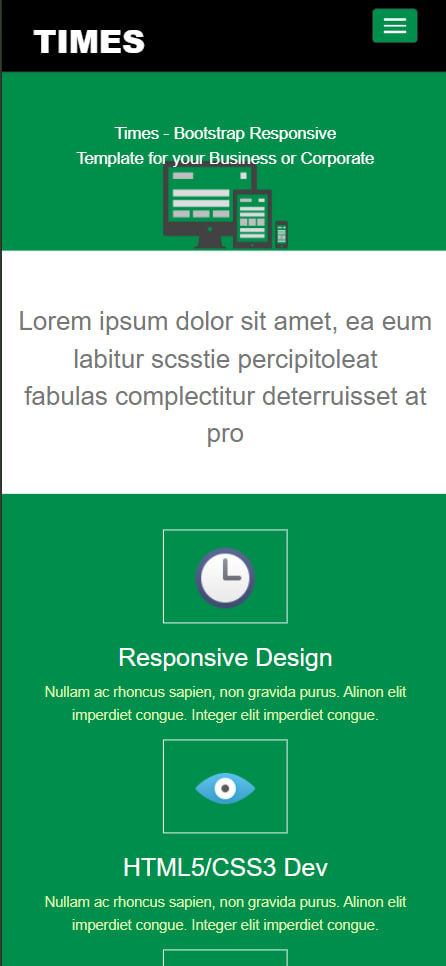 TIMES
Times - Bootstrap Responsive
Template for your Business or Corporate
Lorem ipsum dolor sit amet, ea eum
labitur scsstie percipitoleat
fabulas complectitur deterruisset at
pro
Responsive Design
Nullam ac rhoncus sapien, non gravida purus. Alinon elit
imperdiet congue. Integer elit imperdiet congue.
HTML5/CSS3 Dev
Nullam ac rhoncus sapien, non gravida purus. Alinon elit
imperdiet congue. Integer elit imperdiet congue.